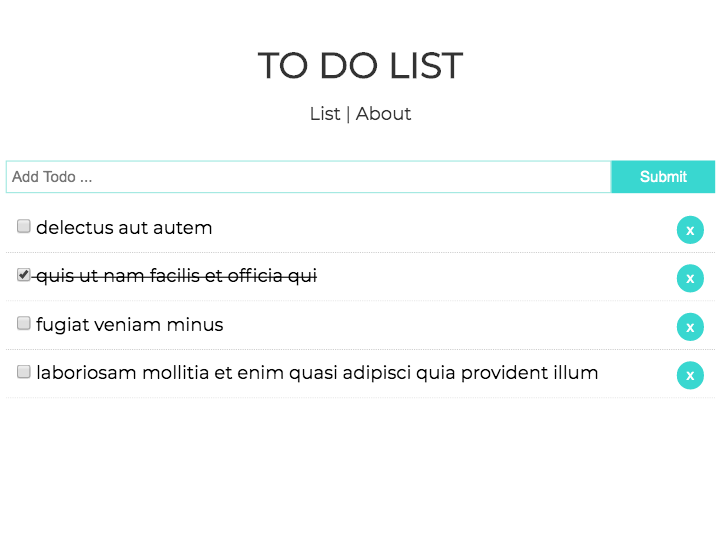 TO DO LIST
List | About
Add Todo ... Submit
delectus aut autem x
quis ut nam facilis et officia qui x
fugiat veniam minus x
laboriosam mollitia et enim quasi adipisci quia provident illum x